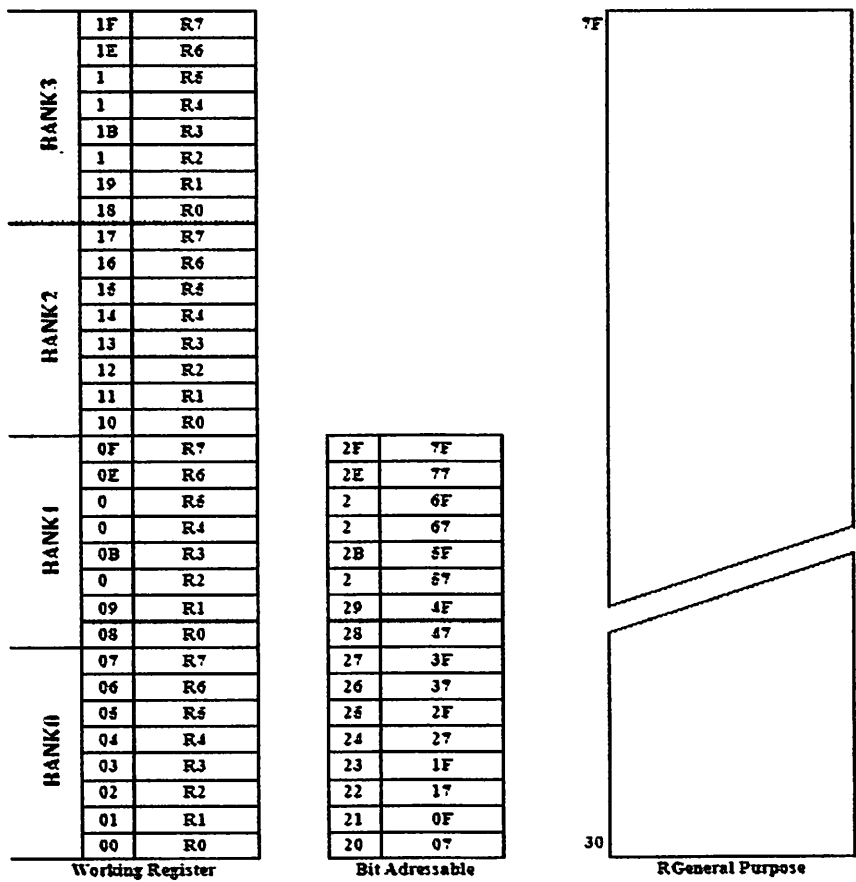 BANK3
1F R7
1E R6
1 R5
1 R4
1B R3
1 R2
19 R1
18 R0
BANK2
17 R7
16 R6
15 R5
14 R4
13 R3
12 R2
11 R1
10 R0
BANK1
0F R7
0E R6
0 R5
0 R4
0B R3
0 R2
09 R1
08 R0
BANK0
07 R7
06 R6
05 R5
04 R4
03 R3
02 R2
01 R1
00 R0
Working Register
2F 7F
2E 77
2 6F
2 67
2B 5F
2 57
29 4F
28 47
27 3F
26 37
25 2F
24 27
23 1F
22 17
21 0F
20 07
Bit Adressable
7F
30
RGeneral Purpose